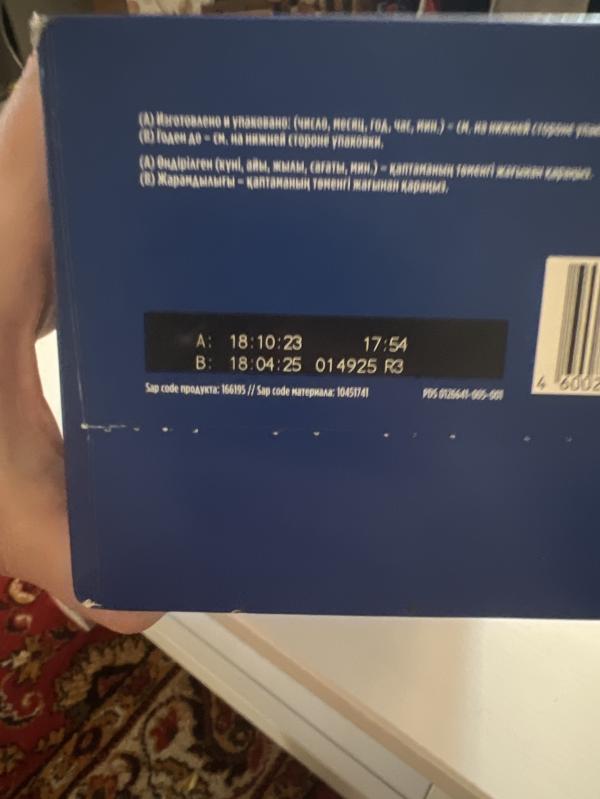 (А) Изготовлено и упаковано: (число, месяц, год, час, мин.) – см. на нижней стороне
(В) Годен до – см. на нижней стороне упаковки.
(А) Өндірілген (күні, айы, жылы, сағаты, мин.) – қаптаманың төменгі жағынан қараңыз.
(В) Жарамдылығы – қаптаманың төменгі жағынан қараңыз.
A: 18:10:23 17:54
B: 18:04:25 014925 R3
Sap code продукта: 166195 // Sap code материала: 10451741 PDS 0126641-005-001
4 6002